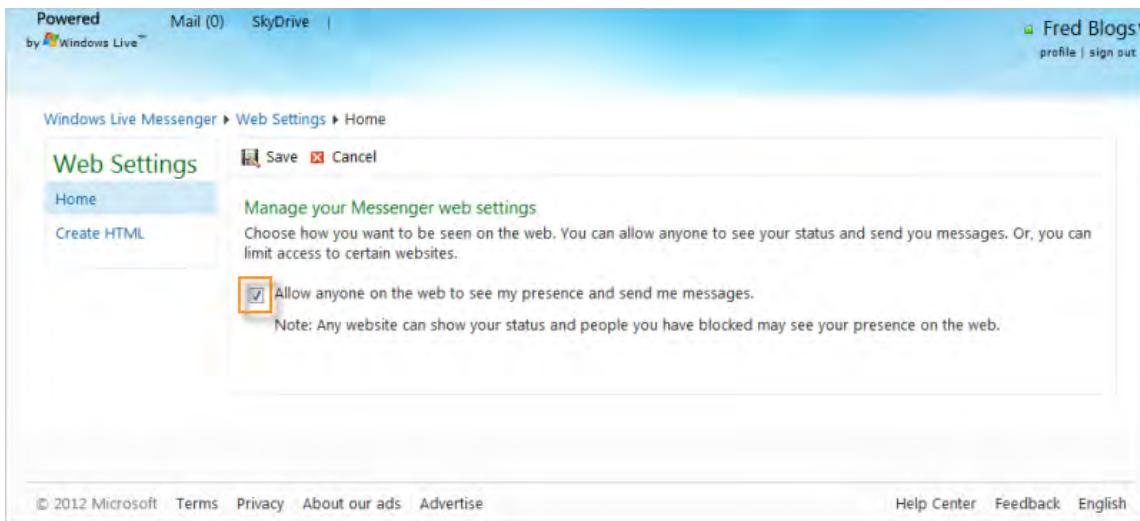 Powered Mail (0) SkyDrive |
by Windows Live™
Fred Blogs
profile | sign out
Windows Live Messenger ▸ Web Settings ▸ Home
Web Settings
Home
Create HTML
Save Cancel
Manage your Messenger web settings
Choose how you want to be seen on the web. You can allow anyone to see your status and send you messages. Or, you can
limit access to certain websites.
Allow anyone on the web to see my presence and send me messages.
Note: Any website can show your status and people you have blocked may see your presence on the web.
© 2012 Microsoft Terms Privacy About our ads Advertise Help Center Feedback English